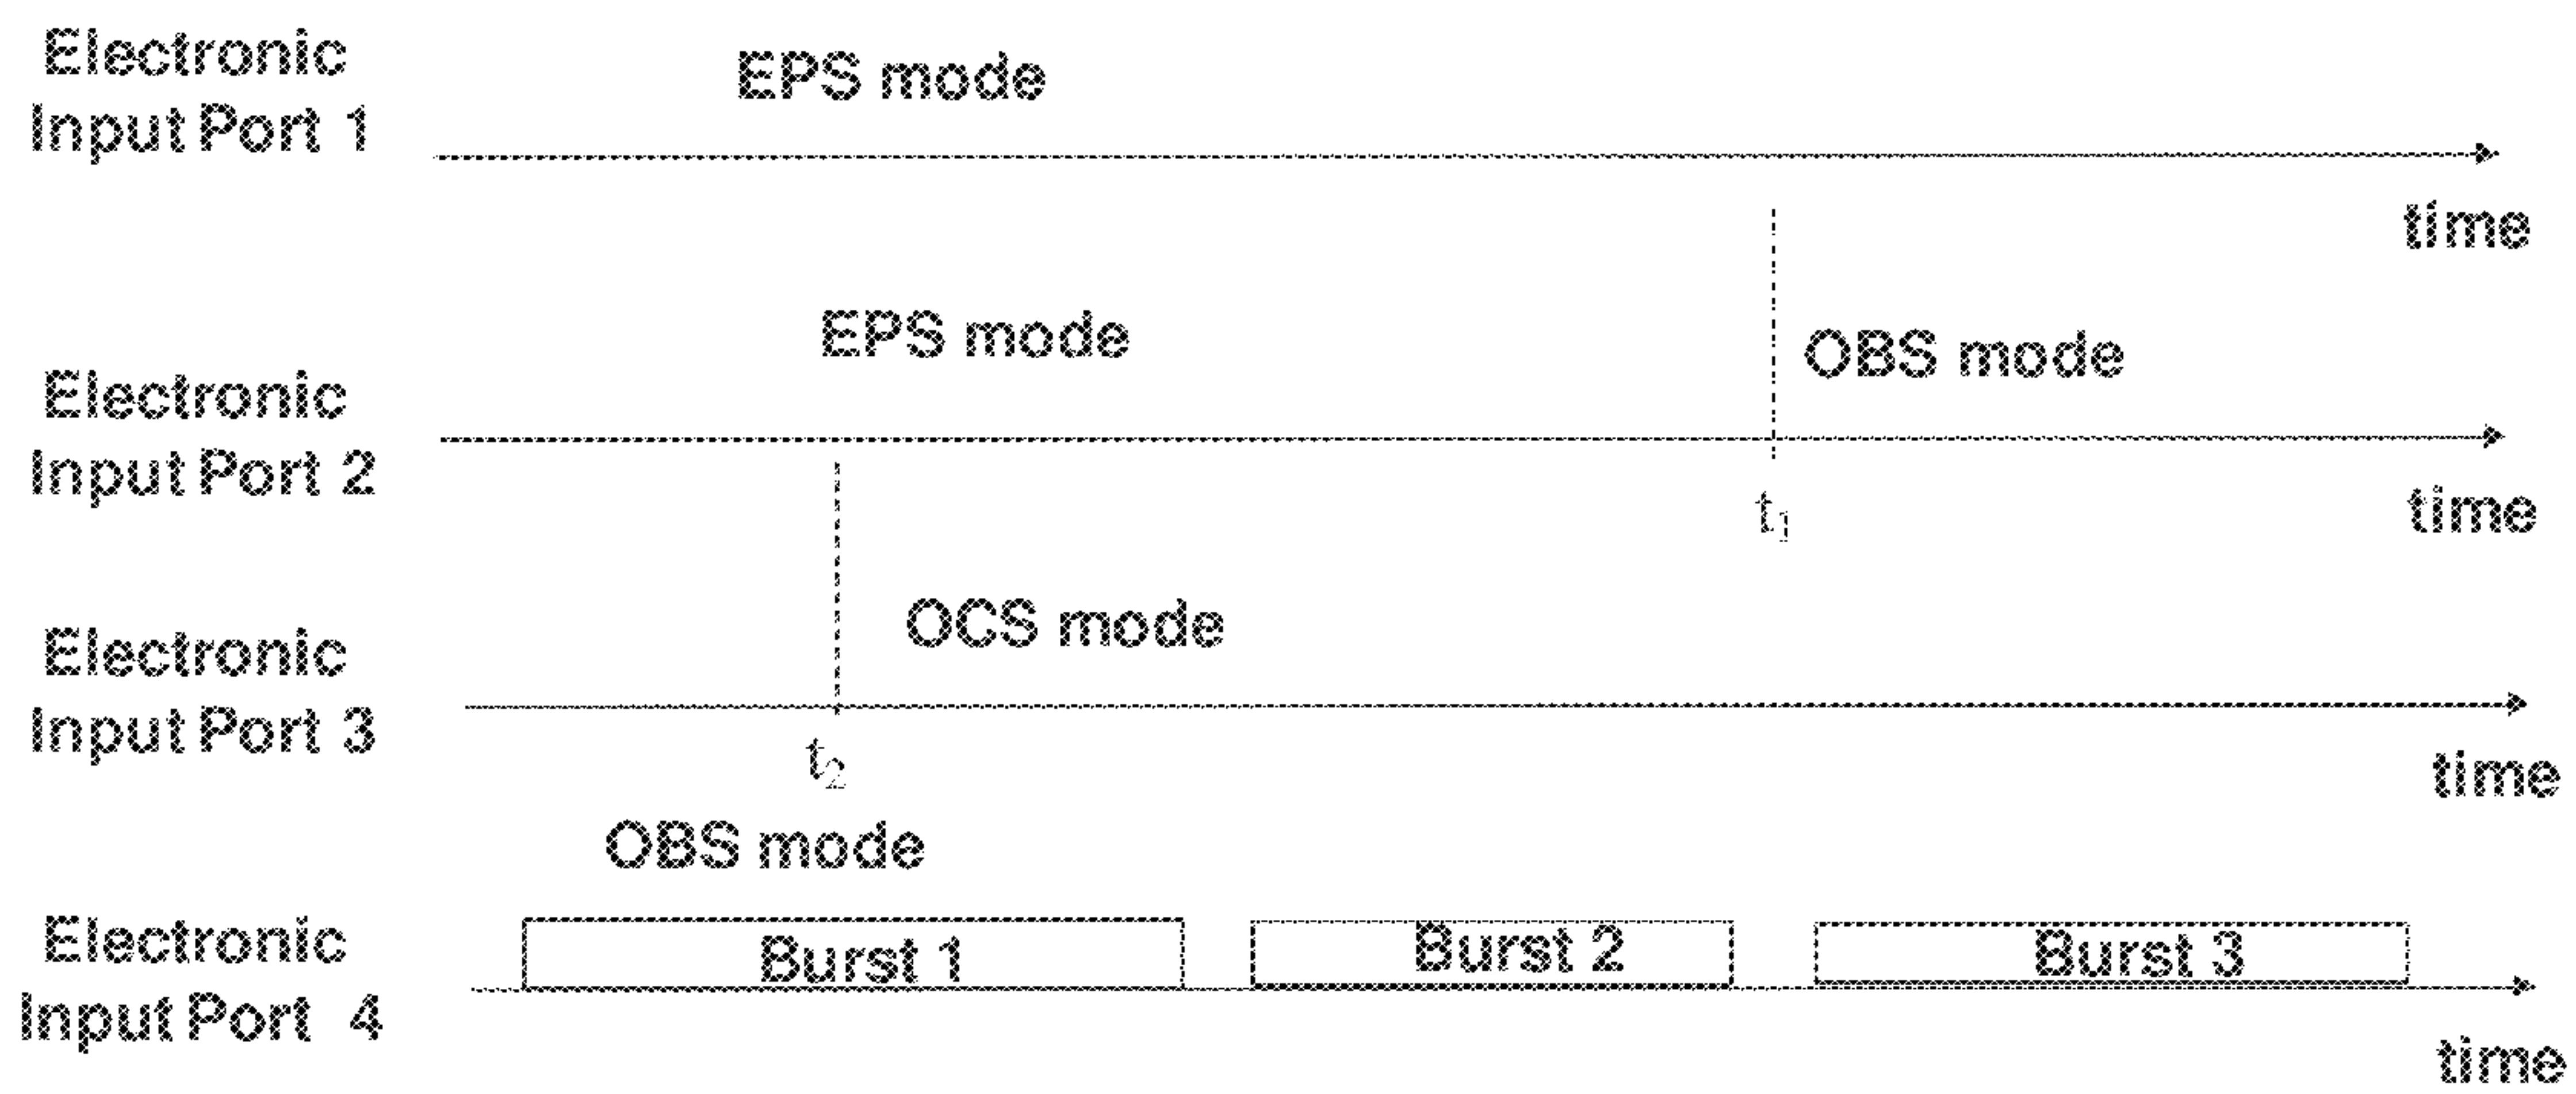 Electronic
Input Port 1
EPS mode
time
Electronic
Input Port 2
EPS mode
OBS mode
t₁
time
Electronic
Input Port 3
OCS mode
t₂
time
OBS mode
Electronic
Input Port 4
Burst 1
Burst 2
Burst 3
time